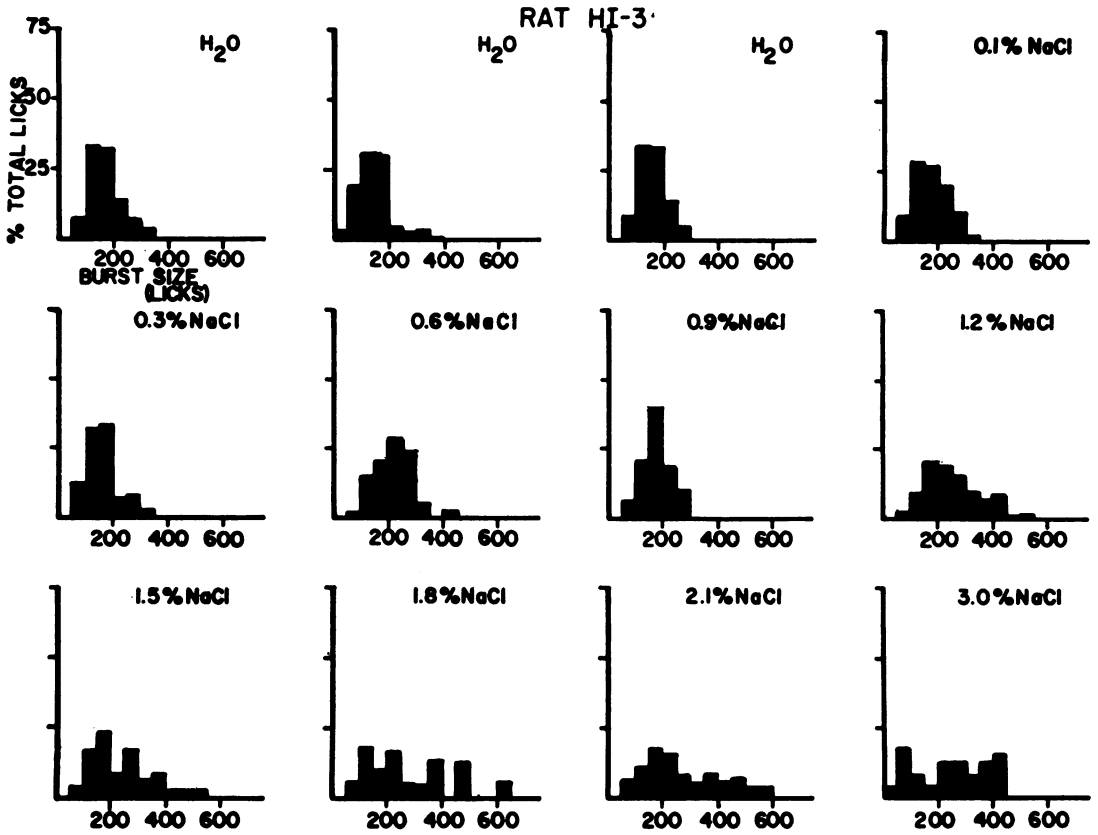 RAT HI-3
75
50
25
% TOTAL LICKS
H2O
200 400 600
BURST SIZE
(LICKS)
H2O
200 400 600
H2O
200 400 600
0.1% NaCl
200 400 600
0.3% NaCl
200 400 600
0.6% NaCl
200 400 600
0.9% NaCl
200 400 600
1.2% NaCl
200 400 600
1.5% NaCl
200 400 600
1.8% NaCl
200 400 600
2.1% NaCl
200 400 600
3.0% NaCl
200 400 600